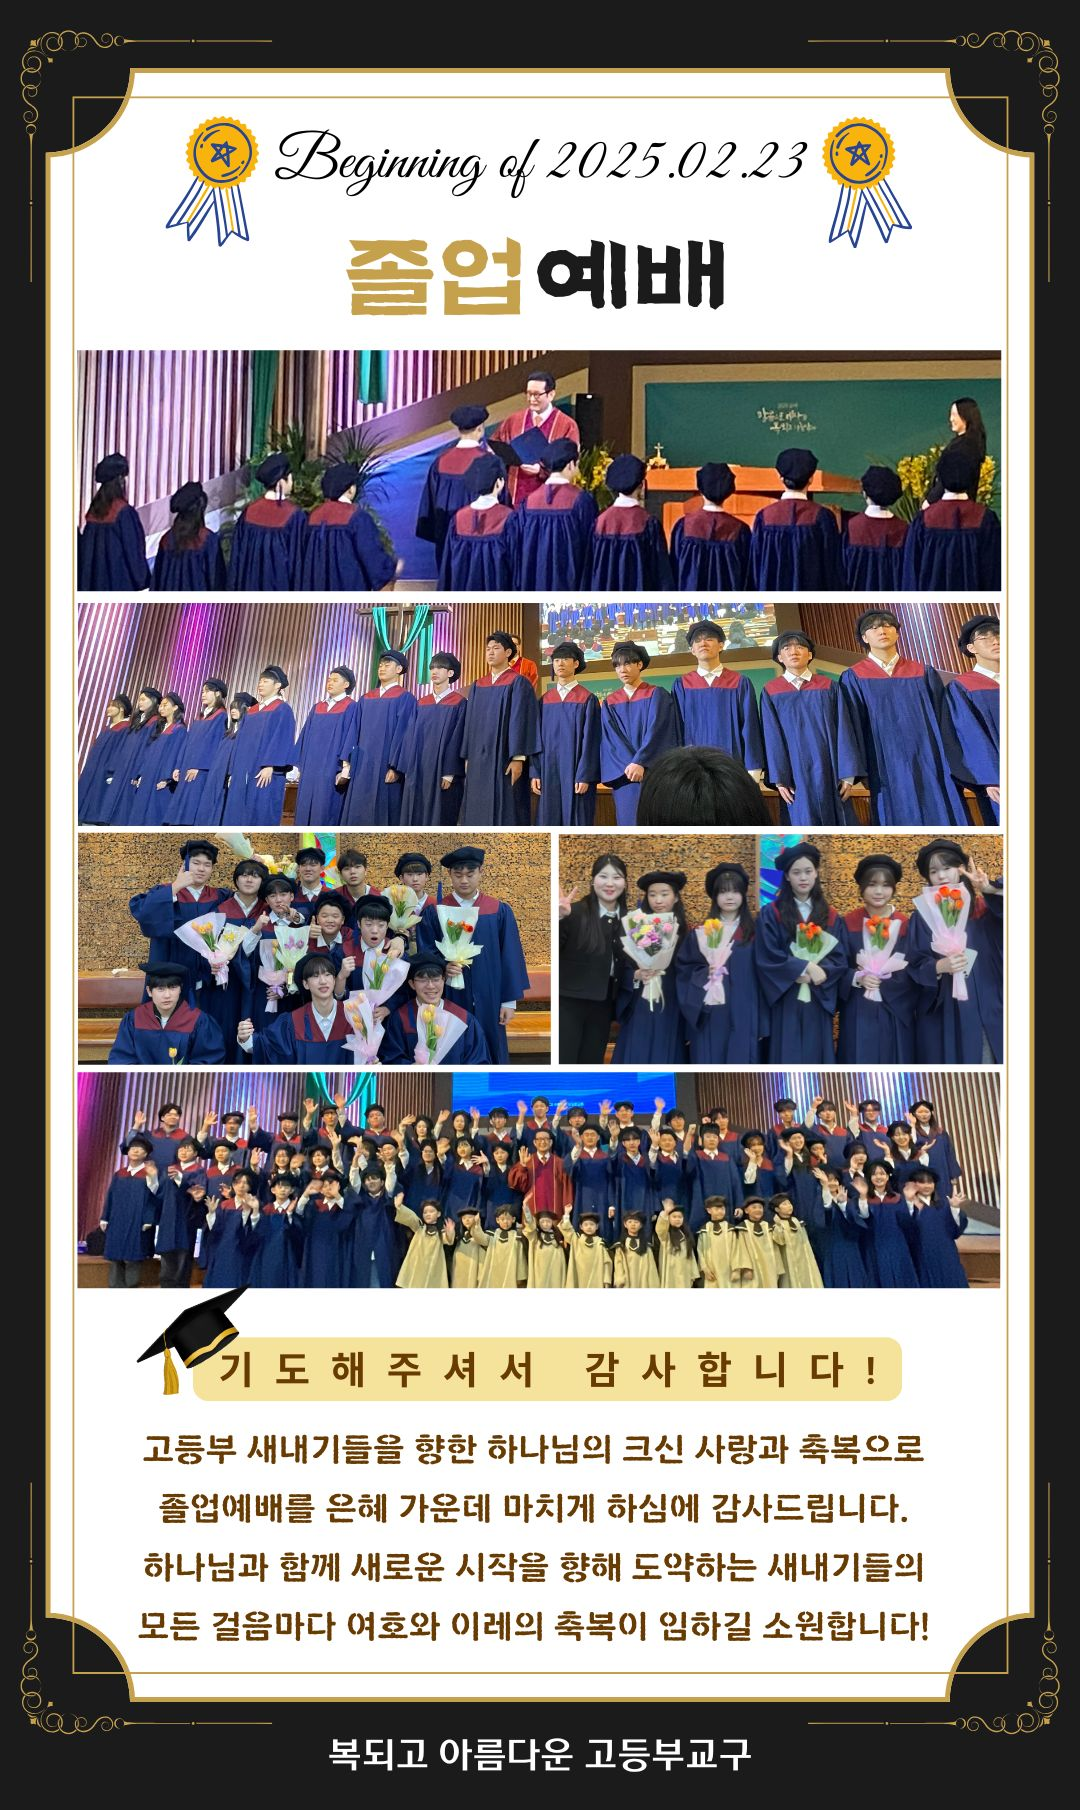 Beginning of 2025.02.23
졸업예배
기도해주셔서 감사합니다!
고등부 새내기들을 향한 하나님의 크신 사랑과 축복으로
졸업예배를 은혜 가운데 마치게 하심에 감사드립니다.
하나님과 함께 새로운 시작을 향해 도약하는 새내기들의
모든 걸음마다 여호와 이레의 축복이 임하길 소원합니다!
복되고 아름다운 고등부교구